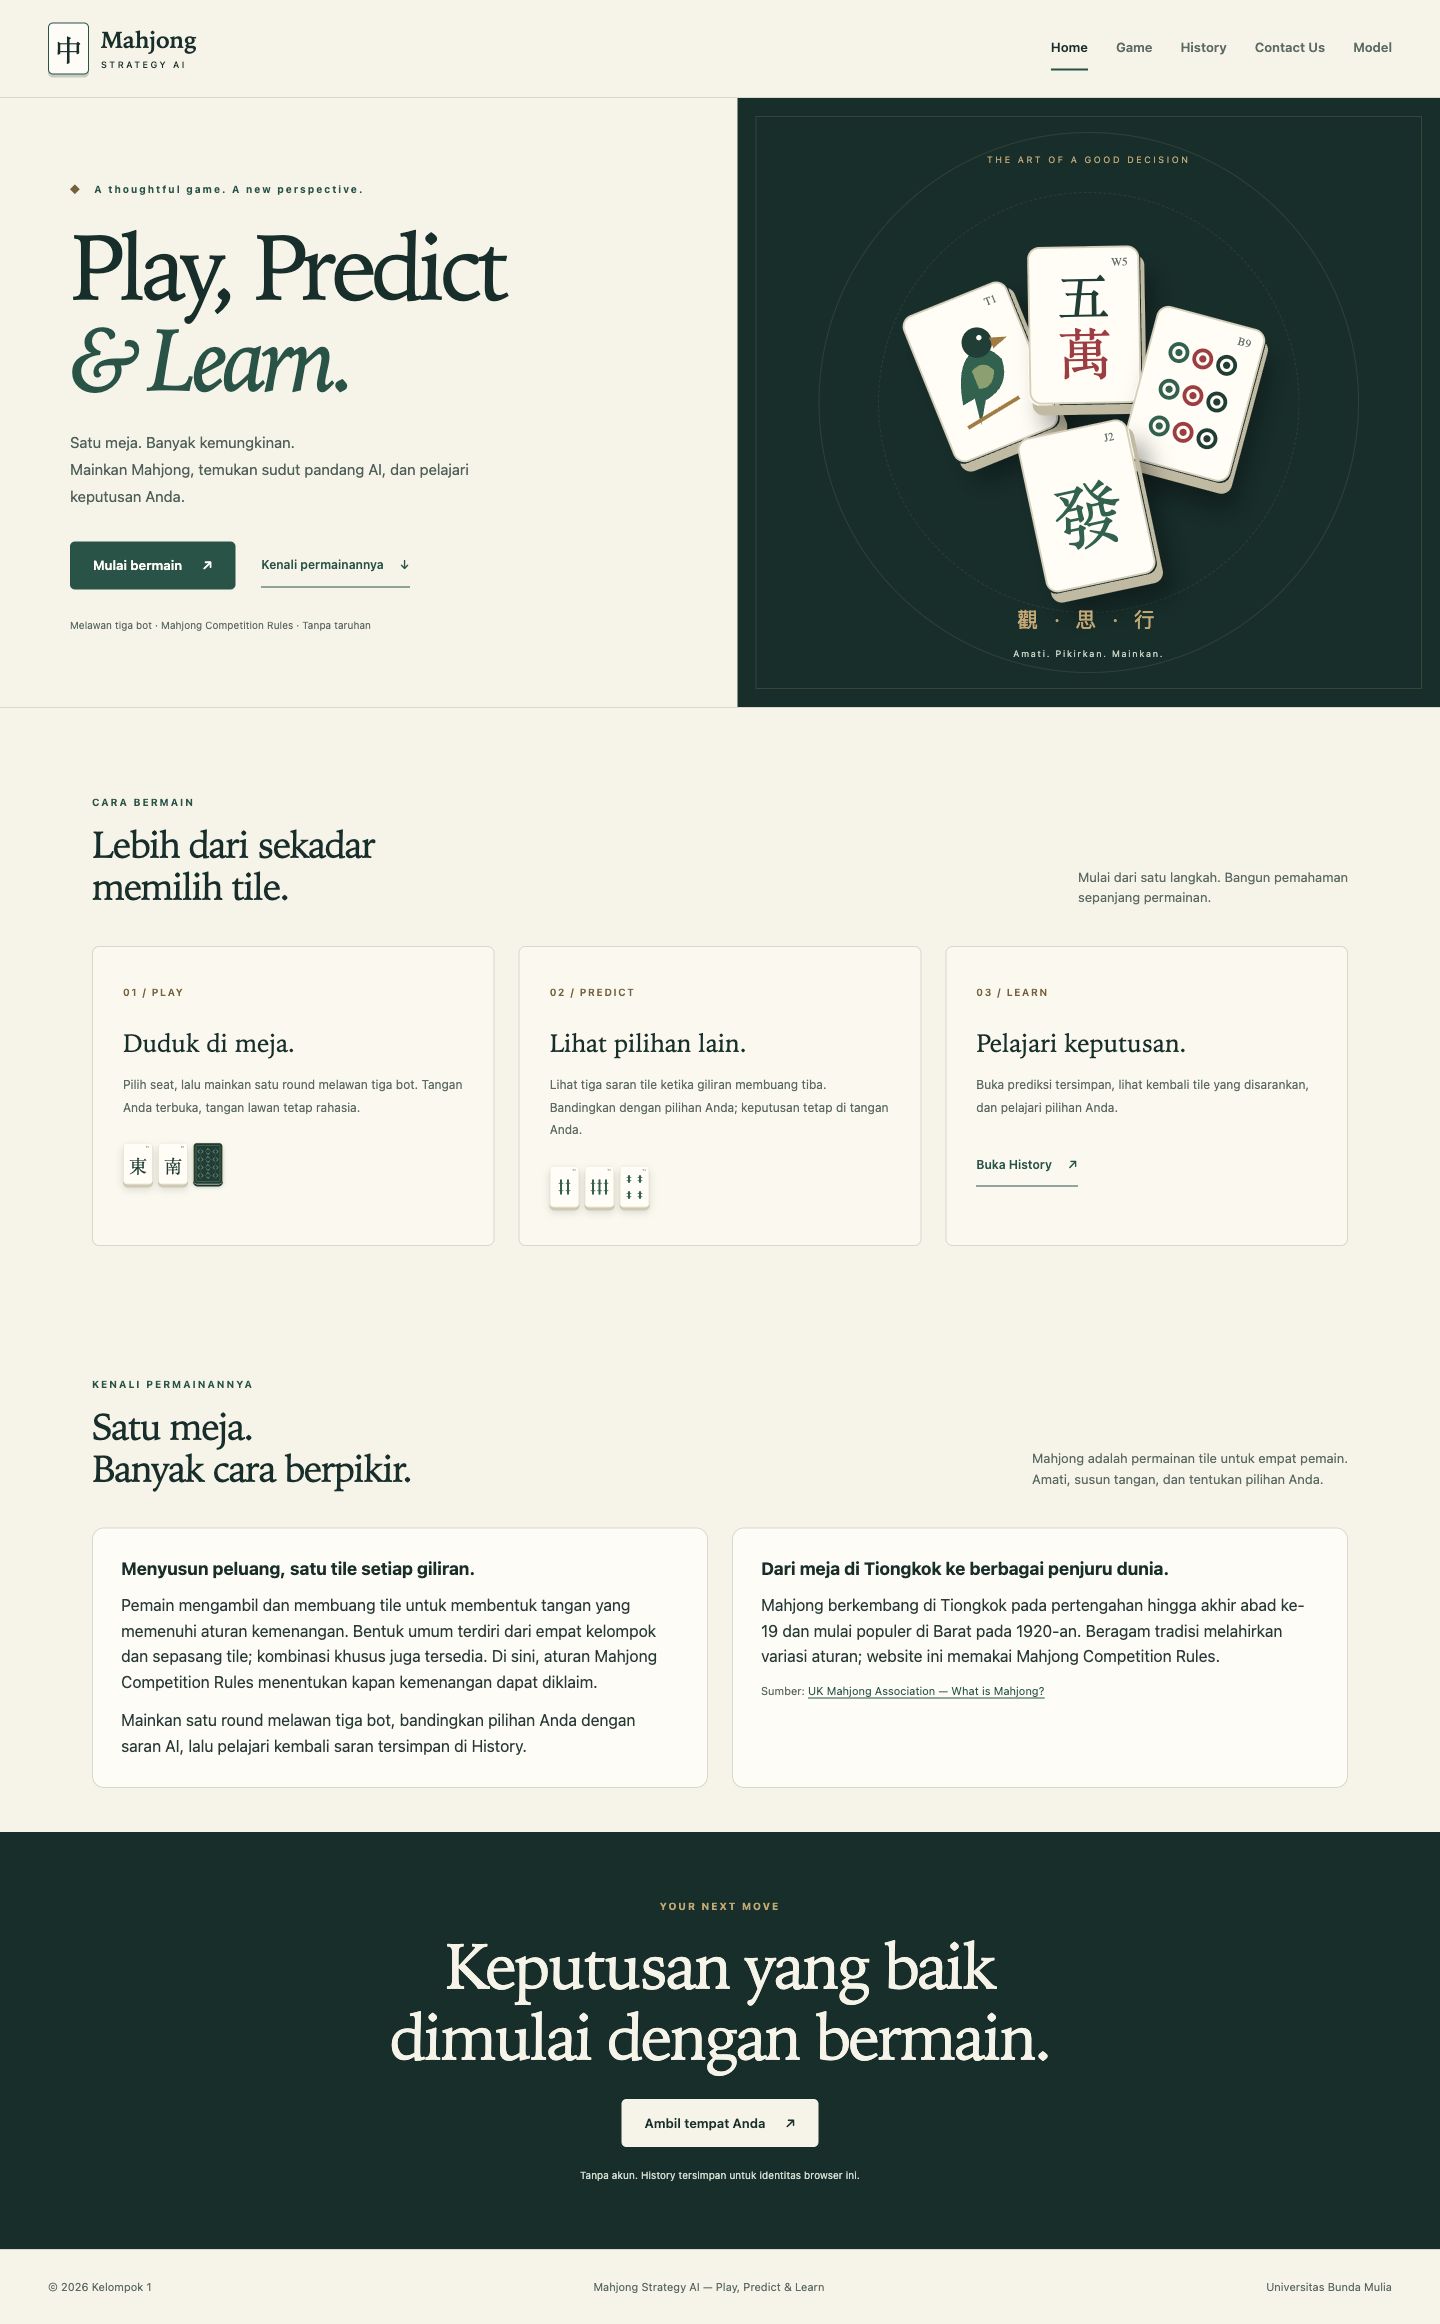 中
Mahjong
STRATEGY AI
Home
Game
History
Contact Us
Model
A thoughtful game. A new perspective.
Play, Predict
& Learn.
Satu meja. Banyak kemungkinan.
Mainkan Mahjong, temukan sudut pandang AI, dan pelajari
keputusan Anda.
Mulai bermain ↗
Kenali permainannya ↓
Melawan tiga bot · Mahjong Competition Rules · Tanpa taruhan
THE ART OF A GOOD DECISION
T1
W5
五
萬
B9
J2
發
觀 · 思 · 行
Amati. Pikirkan. Mainkan.
CARA BERMAIN
Lebih dari sekadar
memilih tile.
Mulai dari satu langkah. Bangun pemahaman
sepanjang permainan.
01 / PLAY
Duduk di meja.
Pilih seat, lalu mainkan satu round melawan tiga bot. Tangan
Anda terbuka, tangan lawan tetap rahasia.
東
南
02 / PREDICT
Lihat pilihan lain.
Lihat tiga saran tile ketika giliran membuang tiba.
Bandingkan dengan pilihan Anda; keputusan tetap di tangan
Anda.
03 / LEARN
Pelajari keputusan.
Buka prediksi tersimpan, lihat kembali tile yang disarankan,
dan pelajari pilihan Anda.
Buka History ↗
KENALI PERMAINANNYA
Satu meja.
Banyak cara berpikir.
Mahjong adalah permainan tile untuk empat pemain.
Amati, susun tangan, dan tentukan pilihan Anda.
Menyusun peluang, satu tile setiap giliran.
Pemain mengambil dan membuang tile untuk membentuk tangan yang
memenuhi aturan kemenangan. Bentuk umum terdiri dari empat kelompok
dan sepasang tile; kombinasi khusus juga tersedia. Di sini, aturan Mahjong
Competition Rules menentukan kapan kemenangan dapat diklaim.
Mainkan satu round melawan tiga bot, bandingkan pilihan Anda dengan
saran AI, lalu pelajari kembali saran tersimpan di History.
Dari meja di Tiongkok ke berbagai penjuru dunia.
Mahjong berkembang di Tiongkok pada pertengahan hingga akhir abad ke-
19 dan mulai populer di Barat pada 1920-an. Beragam tradisi melahirkan
variasi aturan; website ini memakai Mahjong Competition Rules.
Sumber: UK Mahjong Association — What is Mahjong?
YOUR NEXT MOVE
Keputusan yang baik
dimulai dengan bermain.
Ambil tempat Anda ↗
Tanpa akun. History tersimpan untuk identitas browser ini.
© 2026 Kelompok 1
Mahjong Strategy AI — Play, Predict & Learn
Universitas Bunda Mulia